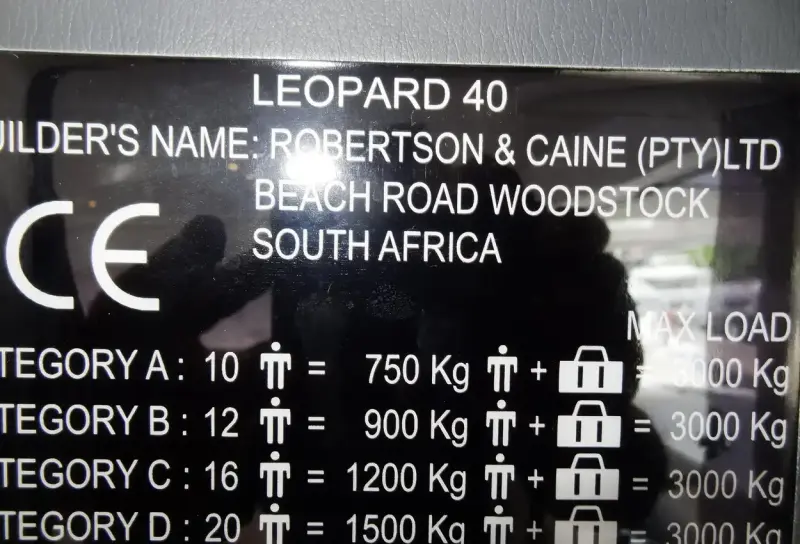 LEOPARD 40
UILDER'S NAME: ROBERTSON & CAINE (PTY)LTD
BEACH ROAD WOODSTOCK
SOUTH AFRICA
CE
MAX LOAD
TEGORY A : 10 = 750 Kg + = 3000 Kg
TEGORY B : 12 = 900 Kg + = 3000 Kg
TEGORY C : 16 = 1200 Kg + = 3000 Kg
TEGORY D : 20 = 1500 Kg + = 3000 Kg